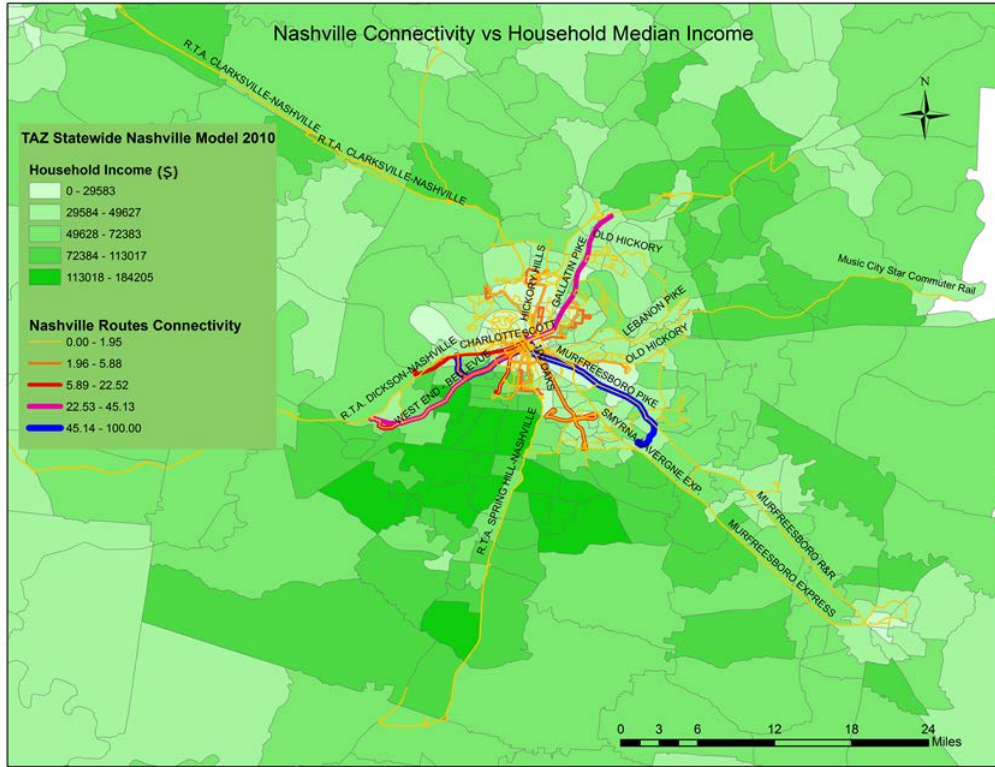 Nashville Connectivity vs Household Median Income
N
TAZ Statewide Nashville Model 2010
Household Income ($)
0 - 29583
29584 - 49627
49628 - 72383
72384 - 113017
113018 - 184205
Nashville Routes Connectivity
0.00 - 1.95
1.96 - 5.88
5.89 - 22.52
22.53 - 45.13
45.14 - 100.00
R.T.A. CLARKSVILLE-NASHVILLE
R.T.A. CLARKSVILLE-NASHVILLE
HICKORY HILLS
GALLATIN PIKE
OLD HICKORY
Music City Star Commuter Rail
LEBANON PIKE
OLD HICKORY
CHARLOTTE
SCOTT
R.T.A. DICKSON-NASHVILLE
WEST END - BELLEVUE
OAKS
MURFREESBORO PIKE
SMYRNA
AVERGNE EXP.
R.T.A. SPRING HILL-NASHVILLE
MURFREESBORO R&R
MURFREESBORO EXPRESS
0 3 6 12 18 24
Miles